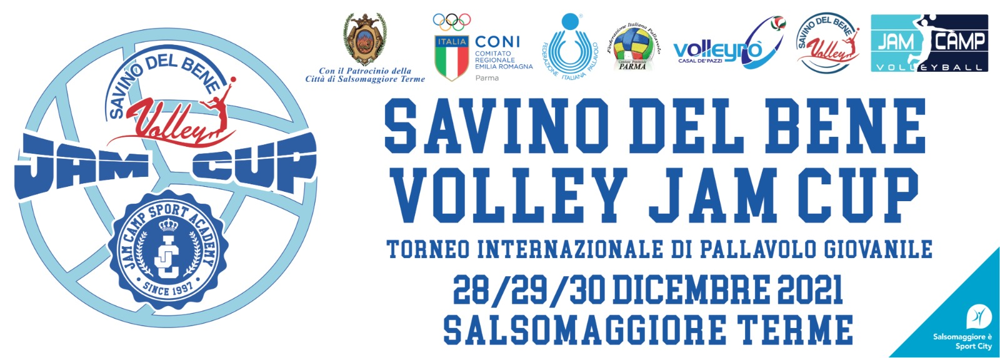 SAVINO DEL BENE
Volley
JAM CUP
JAM CAMP SPORT ACADEMY
JC
• SINCE 1997 •
Con il Patrocinio della
Città di Salsomaggiore Terme
ITALIA
CONI
COMITATO
REGIONALE
EMILIA ROMAGNA
Parma
FEDERAZIONE ITALIANA PALLAVOLO
®
Federazione Italiana Pallavolo
Comitato Provinciale
PARMA
volleyrò
CASAL DE' PAZZI
SAVINO DEL BENE
Volley
JAM CAMP
VOLLEYBALL
SAVINO DEL BENE
VOLLEY JAM CUP
TORNEO INTERNAZIONALE DI PALLAVOLO GIOVANILE
28/29/30 DICEMBRE 2021
SALSOMAGGIORE TERME
Salsomaggiore è
Sport City